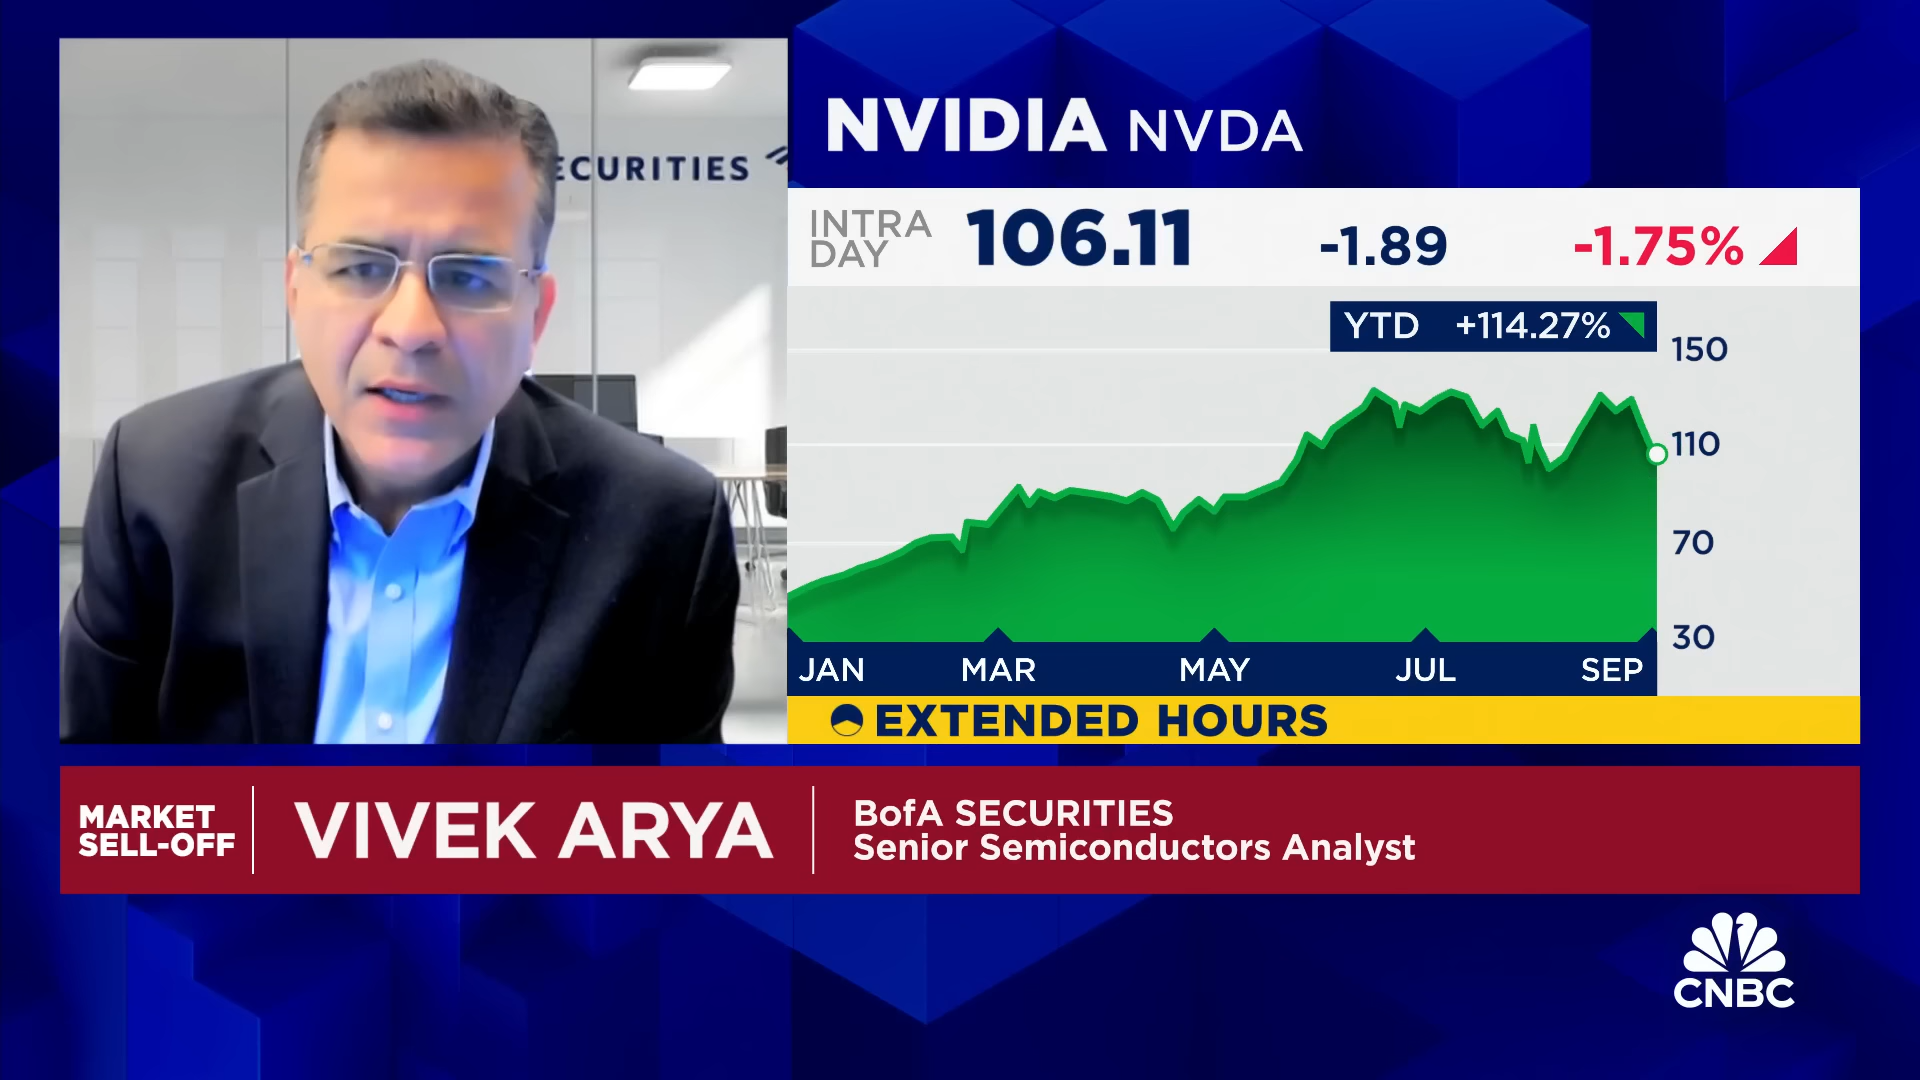 ECURITIES
NVIDIA NVDA
INTRA
DAY
106.11 -1.89 -1.75%
YTD +114.27%
150
110
70
30
JAN MAR MAY JUL SEP
EXTENDED HOURS
MARKET
SELL-OFF
VIVEK ARYA
BofA SECURITIES
Senior Semiconductors Analyst
CNBC